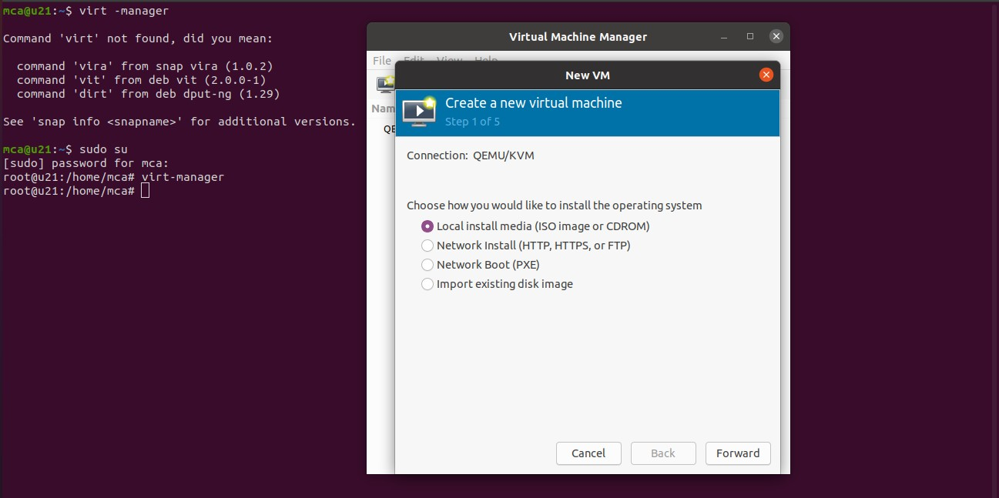 mca@u21:~$ virt -manager
Command 'virt' not found, did you mean:
command 'vira' from snap vira (1.0.2)
command 'vit' from deb vit (2.0.0-1)
command 'dirt' from deb dput-ng (1.29)
See 'snap info <snapname>' for additional versions.
mca@u21:~$ sudo su
[sudo] password for mca:
root@u21:/home/mca# virt-manager
root@u21:/home/mca#
Virtual Machine Manager
File Edit View Help
Nam
QE
New VM
Create a new virtual machine
Step 1 of 5
Connection: QEMU/KVM
Choose how you would like to install the operating system
Local install media (ISO image or CDROM)
Network Install (HTTP, HTTPS, or FTP)
Network Boot (PXE)
Import existing disk image
Cancel
Back
Forward